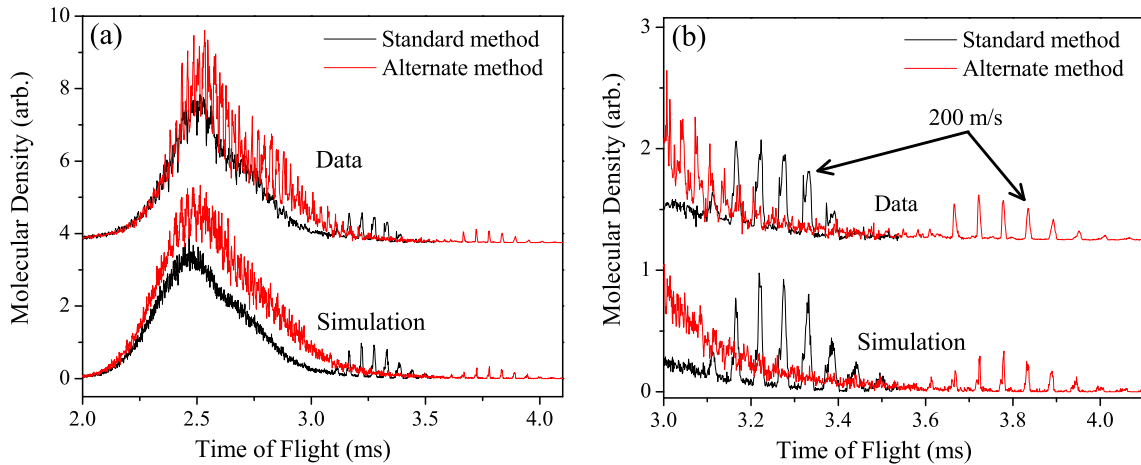 (a)
Standard method
Alternate method
Data
Simulation
Molecular Density (arb.)
10
8
6
4
2
0
2.0 2.5 3.0 3.5 4.0
Time of Flight (ms)
(b)
Standard method
Alternate method
200 m/s
Data
Simulation
Molecular Density (arb.)
3
2
1
0
3.0 3.2 3.4 3.6 3.8 4.0
Time of Flight (ms)